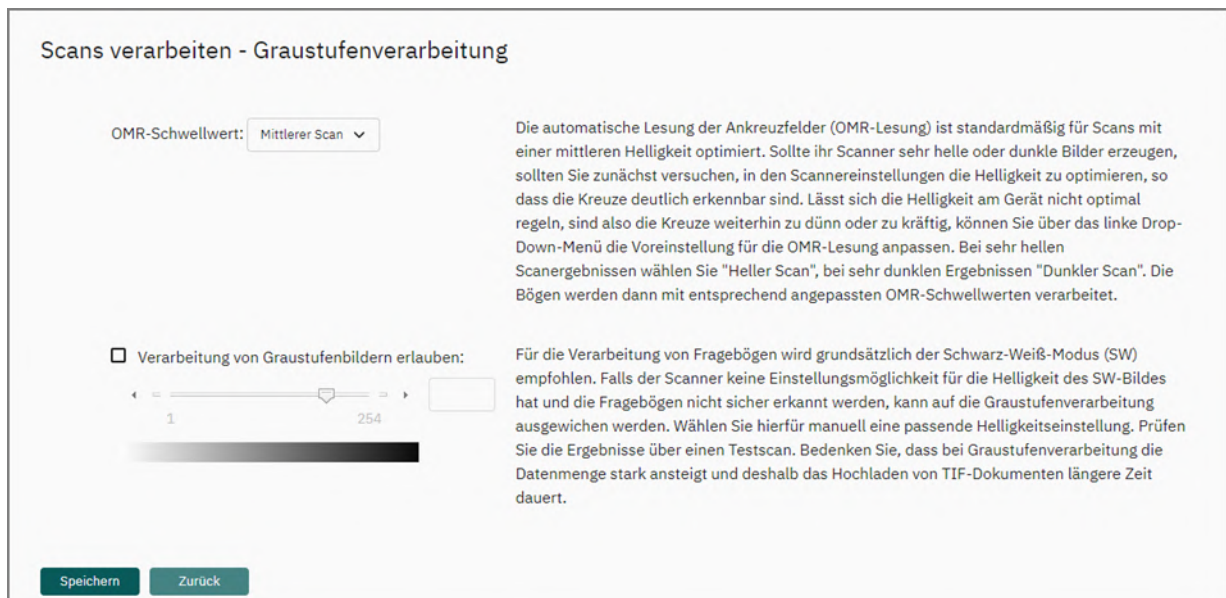 Scans verarbeiten - Graustufenverarbeitung
OMR-Schwellwert: Mittlerer Scan
Die automatische Lesung der Ankreuzfelder (OMR-Lesung) ist standardmäßig für Scans mit
einer mittleren Helligkeit optimiert. Sollte ihr Scanner sehr helle oder dunkle Bilder erzeugen,
sollten Sie zunächst versuchen, in den Scannereinstellungen die Helligkeit zu optimieren, so
dass die Kreuze deutlich erkennbar sind. Lässt sich die Helligkeit am Gerät nicht optimal
regeln, sind also die Kreuze weiterhin zu dünn oder zu kräftig, können Sie über das linke Drop-
Down-Menü die Voreinstellung für die OMR-Lesung anpassen. Bei sehr hellen
Scanergebnissen wählen Sie "Heller Scan", bei sehr dunklen Ergebnissen "Dunkler Scan". Die
Bögen werden dann mit entsprechend angepassten OMR-Schwellwerten verarbeitet.
Verarbeitung von Graustufenbildern erlauben:
1 254
Für die Verarbeitung von Fragebögen wird grundsätzlich der Schwarz-Weiß-Modus (SW)
empfohlen. Falls der Scanner keine Einstellungsmöglichkeit für die Helligkeit des SW-Bildes
hat und die Fragebögen nicht sicher erkannt werden, kann auf die Graustufenverarbeitung
ausgewichen werden. Wählen Sie hierfür manuell eine passende Helligkeitseinstellung. Prüfen
Sie die Ergebnisse über einen Testscan. Bedenken Sie, dass bei Graustufenverarbeitung die
Datenmenge stark ansteigt und deshalb das Hochladen von TIF-Dokumenten längere Zeit
dauert.
Speichern Zurück